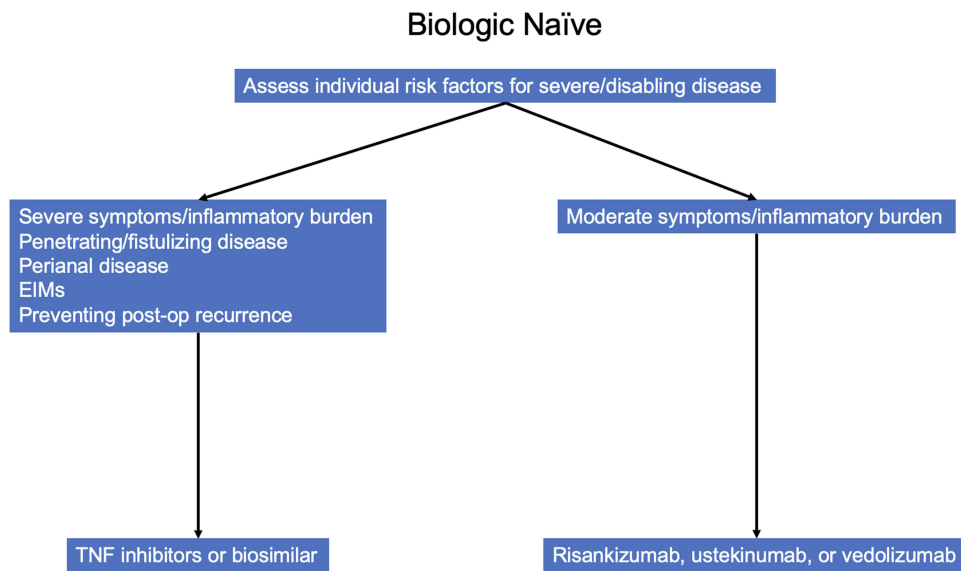 Biologic Naïve
Assess individual risk factors for severe/disabling disease
Severe symptoms/inflammatory burden
Penetrating/fistulizing disease
Perianal disease
EIMs
Preventing post-op recurrence
Moderate symptoms/inflammatory burden
TNF inhibitors or biosimilar
Risankizumab, ustekinumab, or vedolizumab